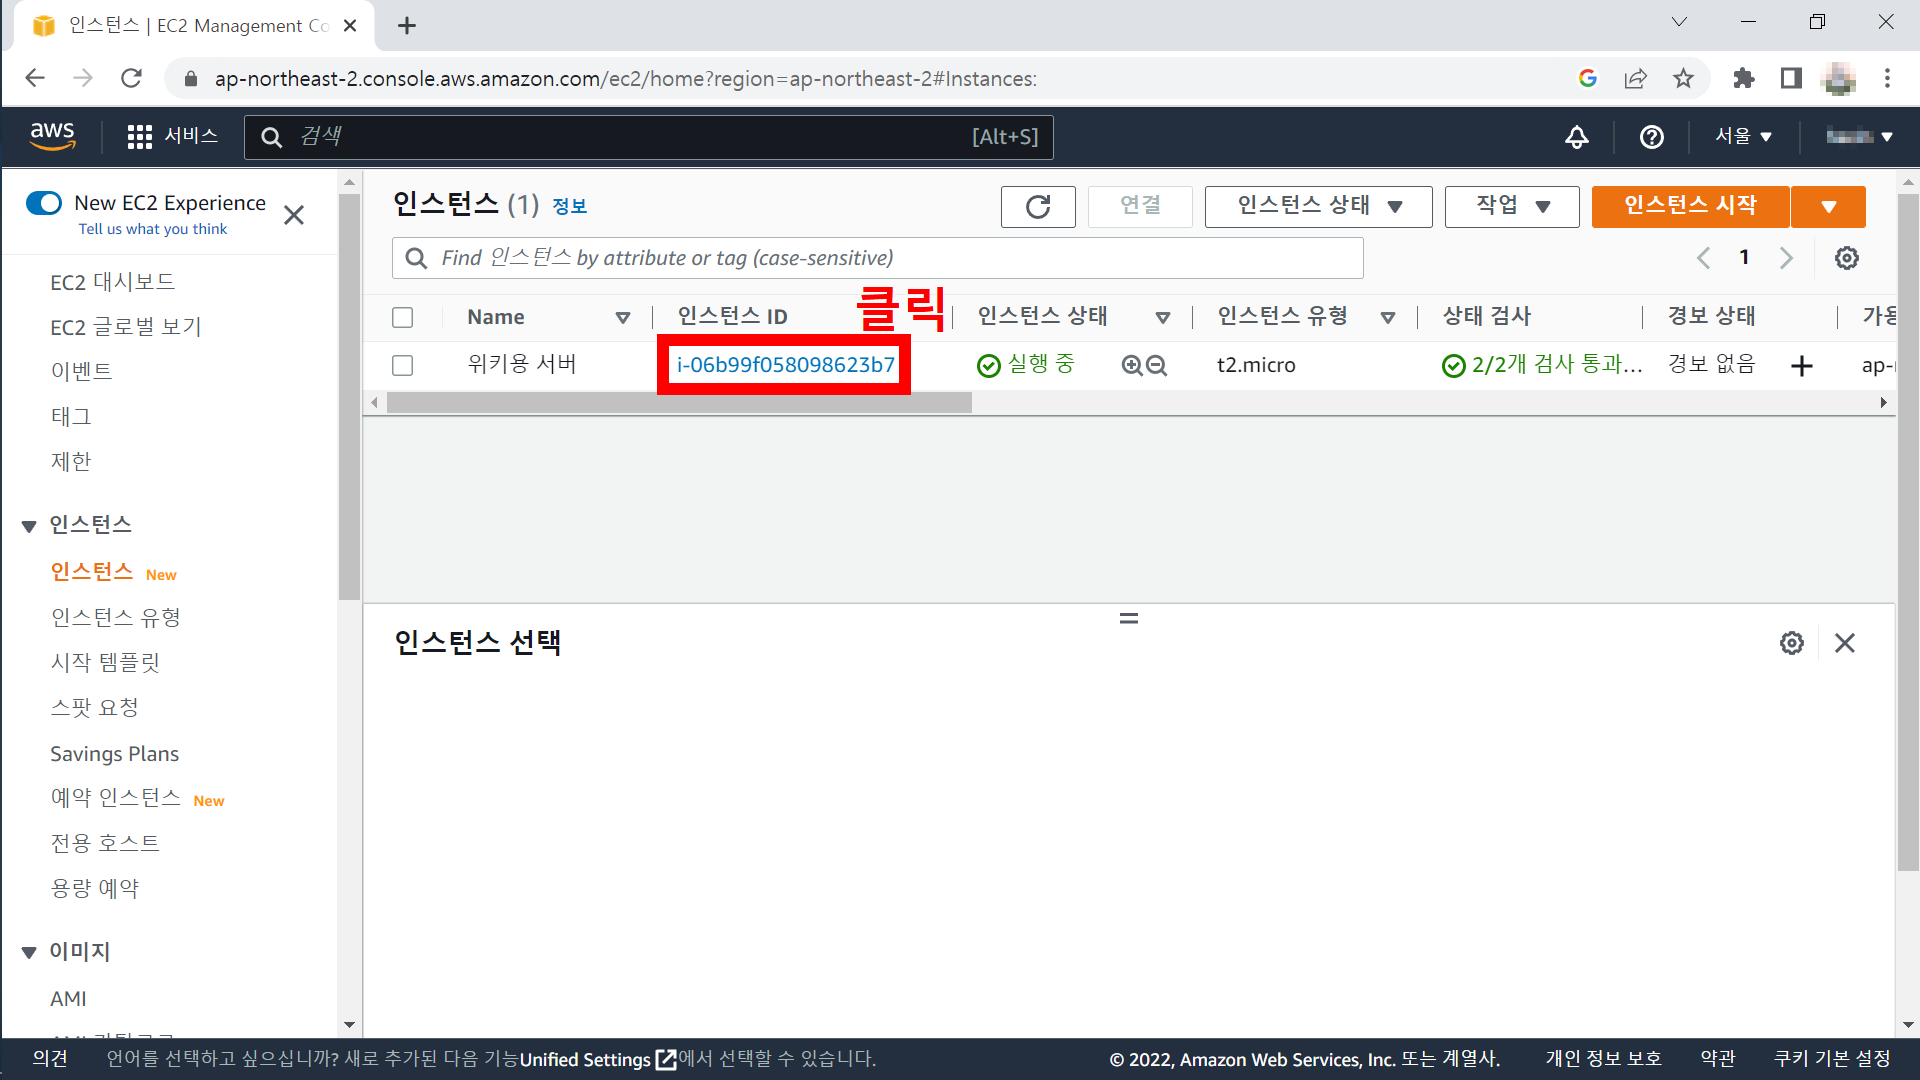 인스턴스 | EC2 Management Co
ap-northeast-2.console.aws.amazon.com/ec2/home?region=ap-northeast-2#Instances:
aws
서비스
검색
[Alt+S]
서울
New EC2 Experience
Tell us what you think
EC2 대시보드
EC2 글로벌 보기
이벤트
태그
제한
인스턴스
인스턴스 New
인스턴스 유형
시작 템플릿
스팟 요청
Savings Plans
예약 인스턴스 New
전용 호스트
용량 예약
이미지
AMI
인스턴스 (1) 정보
연결
인스턴스 상태
작업
인스턴스 시작
Find 인스턴스 by attribute or tag (case-sensitive)
1
클릭
Name 인스턴스 ID 인스턴스 상태 인스턴스 유형 상태 검사 경보 상태 가용
위키용 서버 i-06b99f058098623b7 실행 중 t2.micro 2/2개 검사 통과... 경보 없음 ap-
인스턴스 선택
의견 언어를 선택하고 싶으십니까? 새로 추가된 다음 기능Unified Settings에서 선택할 수 있습니다. © 2022, Amazon Web Services, Inc. 또는 계열사. 개인 정보 보호 약관 쿠키 기본 설정